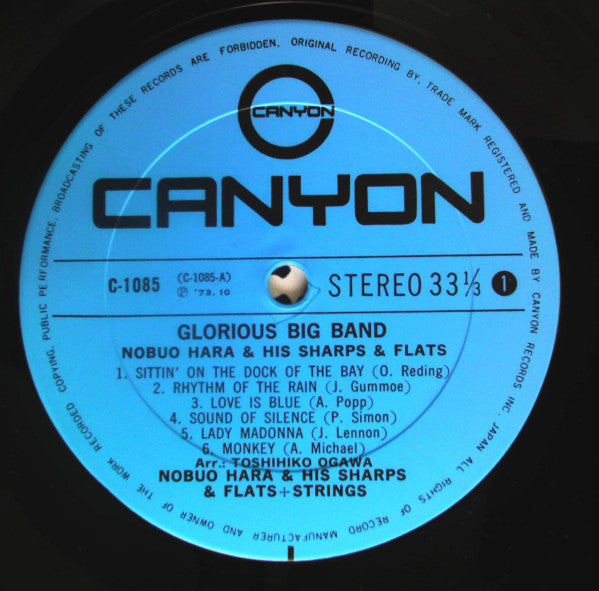 CANYON
CANYON
C-1085 (C-1085-A) STEREO 33⅓ 1
Ⓟ '73.10
GLORIOUS BIG BAND
NOBUO HARA & HIS SHARPS & FLATS
1. SITTIN' ON THE DOCK OF THE BAY (O. Reding)
2. RHYTHM OF THE RAIN (J. Gummoe)
3. LOVE IS BLUE (A. Popp)
4. SOUND OF SILENCE (P. Simon)
5. LADY MADONNA (J. Lennon)
6. MONKEY (A. Michael)
Arr.: TOSHIHIKO OGAWA
NOBUO HARA & HIS SHARPS
& FLATS+STRINGS
ALL RIGHTS OF RECORD MANUFACTURER AND OWNER OF THE WORK RECORDED COPYING, PUBLIC PERFORMANCE, BROADCASTING OF THESE RECORDS ARE FORBIDDEN. ORIGINAL RECORDING BY, TRADE MARK REGISTERED AND MADE BY CANYON RECORDS INC. JAPAN